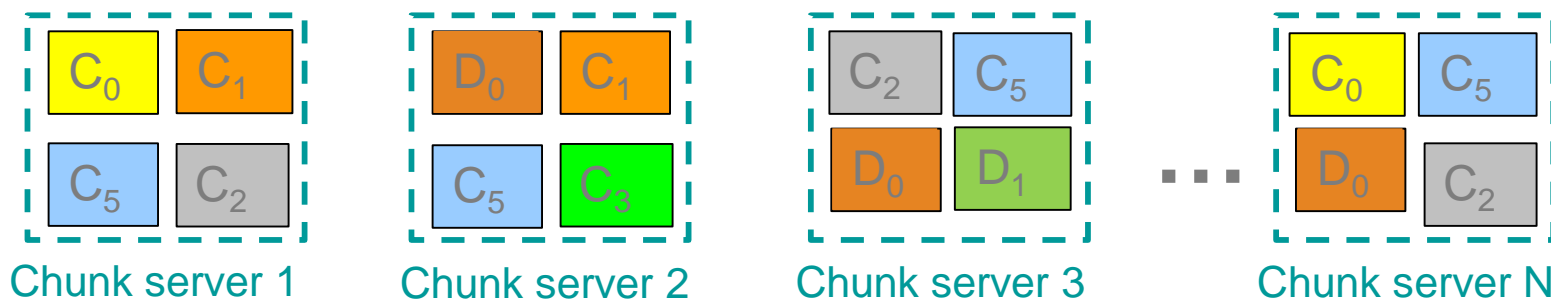 C₀ C₁ D₀ C₁ C₂ C₅ C₀ C₅
C₅ C₂ C₅ C₃ D₀ D₁ ... D₀ C₂
Chunk server 1 Chunk server 2 Chunk server 3 Chunk server N